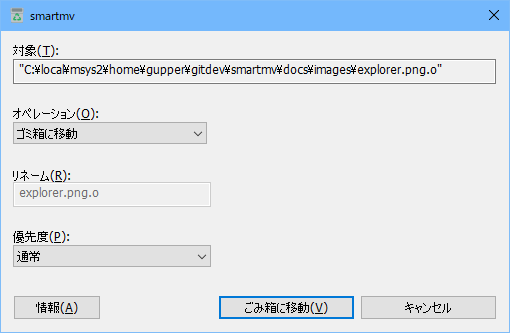 smartmv
対象(T):
"C:¥local¥msys2¥home¥gupper¥gitdev¥smartmv¥docs¥images¥explorer.png.o"
オペレーション(O):
ゴミ箱に移動
リネーム(R):
explorer.png.o
優先度(P):
通常
情報(A)
ごみ箱に移動(V)
キャンセル